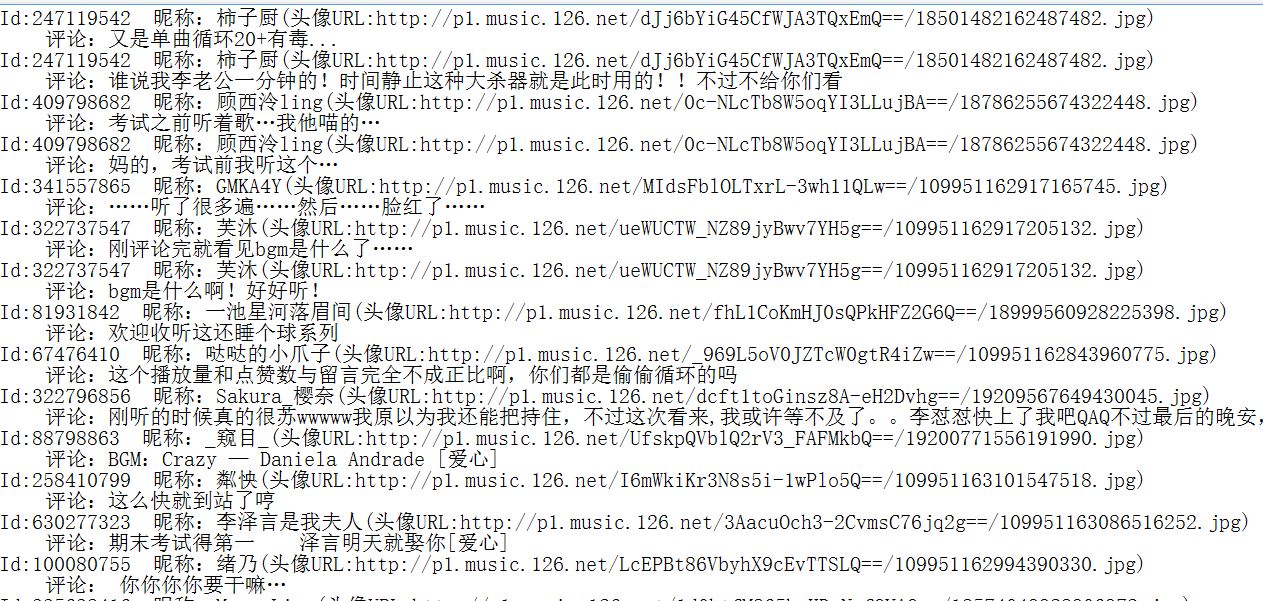 Id:247119542 昵称：柿子厨(头像URL:http://p1.music.126.net/dJj6bYiG45CfWJA3TQxEmQ==/18501482162487482.jpg)
评论：又是单曲循环20+有毒...
Id:247119542 昵称：柿子厨(头像URL:http://p1.music.126.net/dJj6bYiG45CfWJA3TQxEmQ==/18501482162487482.jpg)
评论：谁说我李老公一分钟的！时间静止这种大杀器就是此时用的！！不过不给你们看
Id:409798682 昵称：顾西泠ling(头像URL:http://p1.music.126.net/0c-NLcTb8W5oqYI3LLujBA==/18786255674322448.jpg)
评论：考试之前听着歌…我他喵的…
Id:409798682 昵称：顾西泠ling(头像URL:http://p1.music.126.net/0c-NLcTb8W5oqYI3LLujBA==/18786255674322448.jpg)
评论：妈的，考试前我听这个…
Id:341557865 昵称：GMKA4Y(头像URL:http://p1.music.126.net/MIdsFblOLTxrL-3wh11QLw==/109951162917165745.jpg)
评论：……听了很多遍……然后……脸红了……
Id:322737547 昵称：芙沐(头像URL:http://p1.music.126.net/ueWUCTW_NZ89jyBwv7YH5g==/109951162917205132.jpg)
评论：刚评论完就看见bgm是什么了……
Id:322737547 昵称：芙沐(头像URL:http://p1.music.126.net/ueWUCTW_NZ89jyBwv7YH5g==/109951162917205132.jpg)
评论：bgm是什么啊！好好听！
Id:81931842 昵称：一池星河落眉间(头像URL:http://p1.music.126.net/fhL1CoKmHJ0sQPkHFZ2G6Q==/18999560928225398.jpg)
评论：欢迎收听这还睡个球系列
Id:67476410 昵称：哒哒的小爪子(头像URL:http://p1.music.126.net/_969L5oV0JZTcW0gtR4iZw==/109951162843960775.jpg)
评论：这个播放量和点赞数与留言完全不成正比啊，你们都是偷偷循环的吗
Id:322796856 昵称：Sakura_樱奈(头像URL:http://p1.music.126.net/dcft1toGinsz8A-eH2Dvhg==/19209567649430045.jpg)
评论：刚听的时候真的很苏wwwww我原以为我还能把持住，不过这次看来,我或许等不及了。。李怼怼快上了我吧QAQ不过最后的晚安，
Id:88798863 昵称：_窥目_(头像URL:http://p1.music.126.net/UfskpQVblQ2rV3_FAFMkbQ==/19200771556191990.jpg)
评论：BGM：Crazy — Daniela Andrade [爱心]
Id:258410799 昵称：粼怏(头像URL:http://p1.music.126.net/I6mWkiKr3N8s5i-1wPlo5Q==/109951163101547518.jpg)
评论：这么快就到站了哼
Id:630277323 昵称：李泽言是我夫人(头像URL:http://p1.music.126.net/3AacuOch3-2CvmsC76jq2g==/109951163086516252.jpg)
评论：期末考试得第一 泽言明天就娶你[爱心]
Id:100080755 昵称：绪乃(头像URL:http://p1.music.126.net/LcEPBt86VbyhX9cEvTTSLQ==/109951162994390330.jpg)
评论： 你你你你要干嘛…